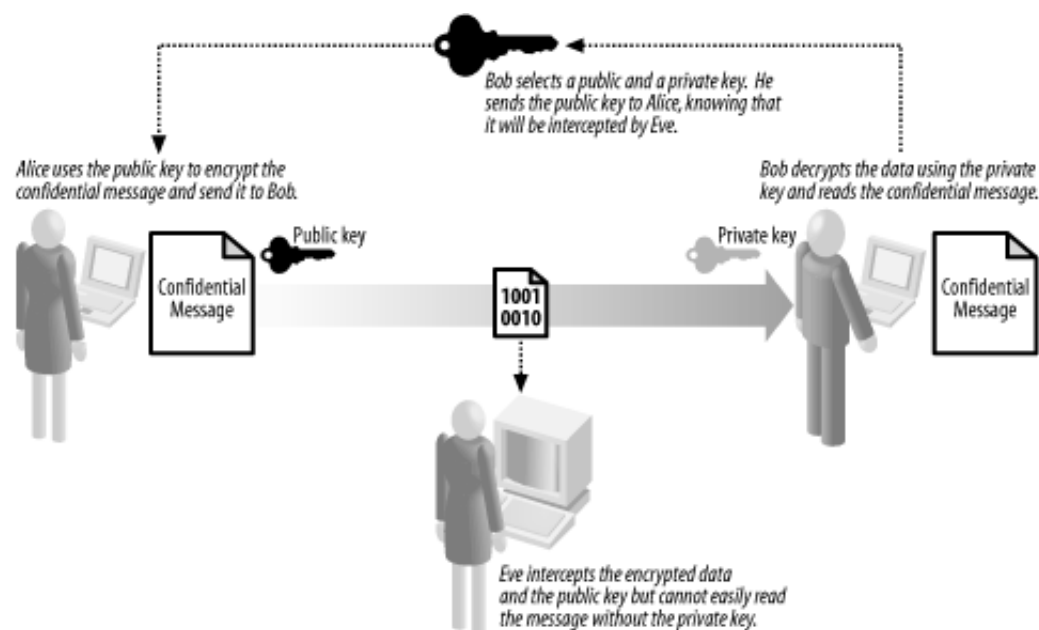 Bob selects a public and a private key. He
sends the public key to Alice, knowing that
it will be intercepted by Eve.
Alice uses the public key to encrypt the
confidential message and send it to Bob.
Bob decrypts the data using the private
key and reads the confidential message.
Public key
Private key
Confidential
Message
1001
0010
Confidential
Message
Eve intercepts the encrypted data
and the public key but cannot easily read
the message without the private key.